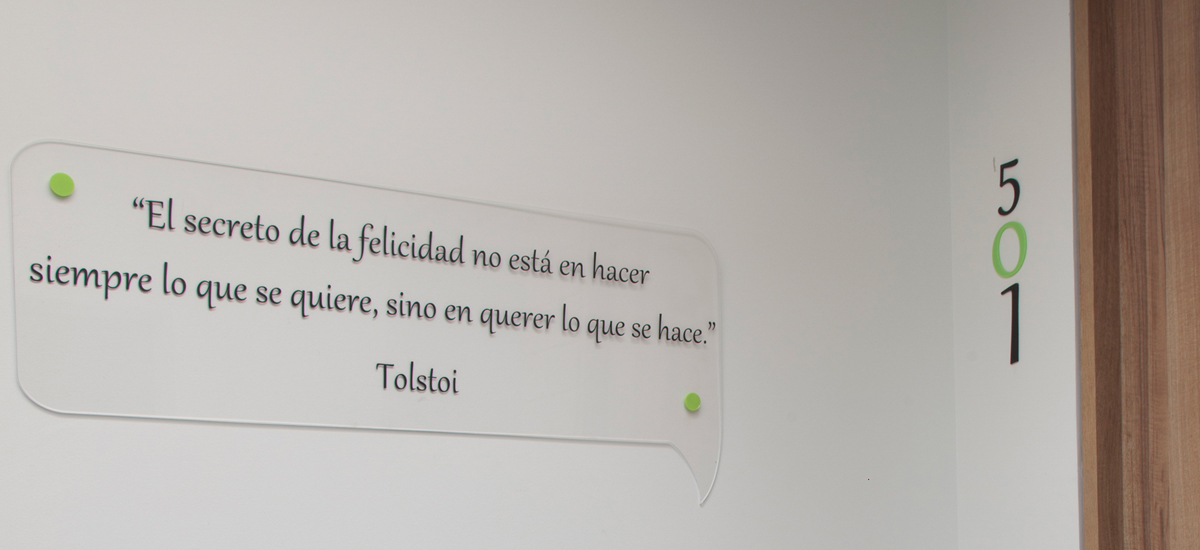 “El secreto de la felicidad no está en hacer
siempre lo que se quiere, sino en querer lo que se hace.”
Tolstoi
5
0
1